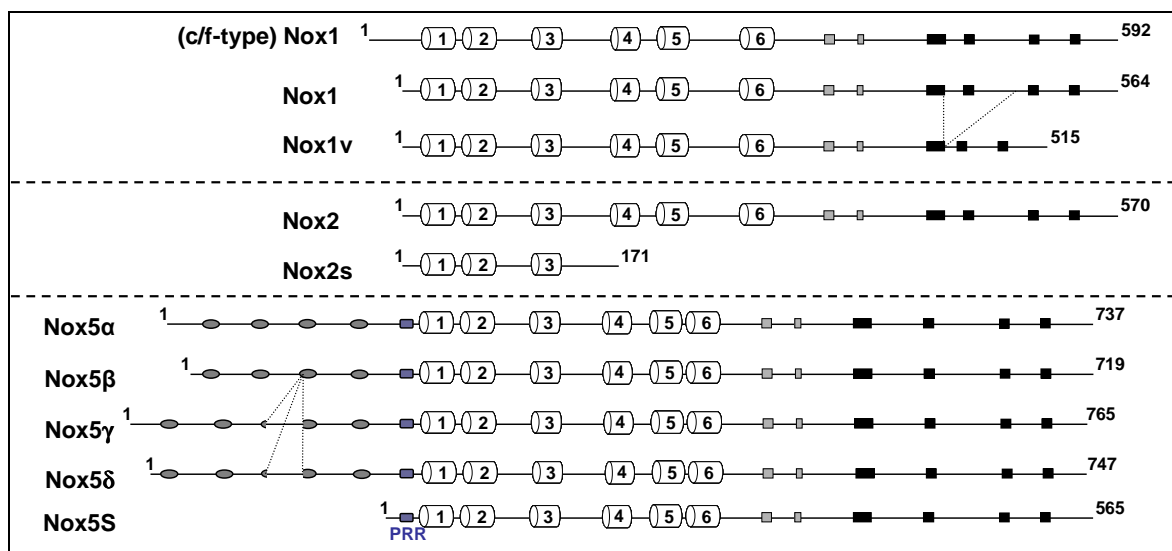 (c/f-type) Nox1 1 1 2 3 4 5 6 592
Nox1 1 1 2 3 4 5 6 564
Nox1v 1 1 2 3 4 5 6 515
Nox2 1 1 2 3 4 5 6 570
Nox2s 1 1 2 3 171
Nox5α 1 1 2 3 4 5 6 737
Nox5β 1 1 2 3 4 5 6 719
Nox5γ 1 1 2 3 4 5 6 765
Nox5δ 1 1 2 3 4 5 6 747
Nox5S 1 1 2 3 4 5 6 565
PRR